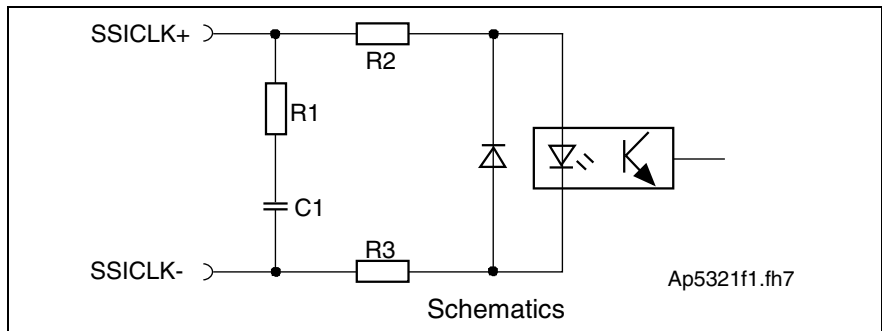 SSICLK+
R2
R1
C1
R3
SSICLK-
Ap5321f1.fh7
Schematics